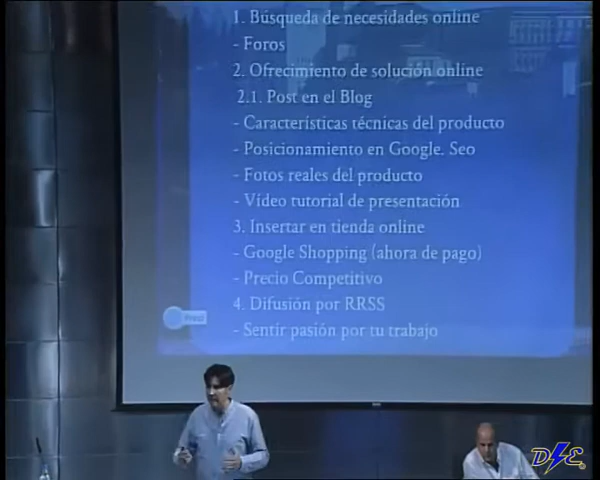 1. Búsqueda de necesidades online
- Foros
2. Ofrecimiento de solución online
2.1. Post en el Blog
- Características técnicas del producto
- Posicionamiento en Google. Seo
- Fotos reales del producto
- Vídeo tutorial de presentación
3. Insertar en tienda online
- Google Shopping (ahora de pago)
- Precio Competitivo
4. Difusión por RRSS
- Sentir pasión por tu trabajo
Prezi